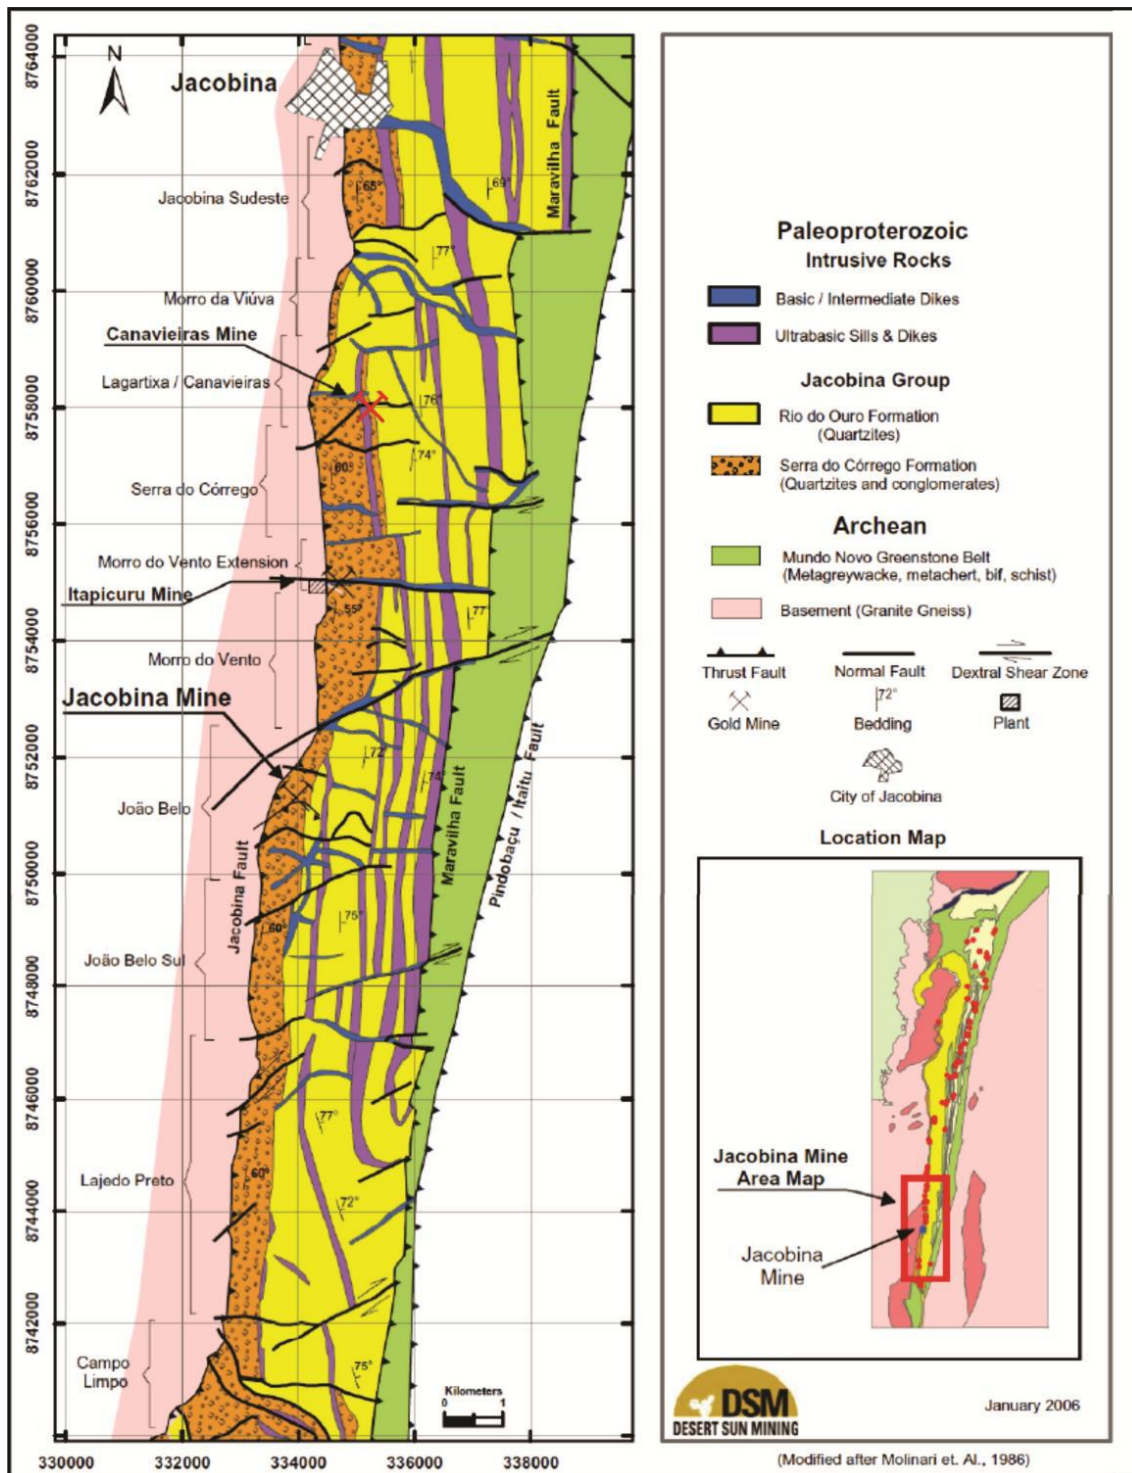 N
Jacobina
Jacobina Sudeste
Morro da Viúva
Canavieiras Mine
Lagartixa / Canavieiras
Serra do Córrego
Morro do Vento Extension
Itapicuru Mine
Morro do Vento
Jacobina Mine
João Belo
João Belo Sul
Lajedo Preto
Campo
Limpo
Jacobina Fault
Maravilha Fault
Maravilha Fault
Pindobaçu / Itaitu Fault
65°
69°
77°
76°
74°
60°
77°
55°
72°
74°
75°
60°
77°
60°
72°
75°
Kilometers
0 1
8764000
8762000
8760000
8758000
8756000
8754000
8752000
8750000
8748000
8746000
8744000
8742000
330000 332000 334000 336000 338000
Paleoproterozoic
Intrusive Rocks
Basic / Intermediate Dikes
Ultrabasic Sills & Dikes
Jacobina Group
Rio do Ouro Formation
(Quartzites)
Serra do Córrego Formation
(Quartzites and conglomerates)
Archean
Mundo Novo Greenstone Belt
(Metagreywacke, metachert, bif, schist)
Basement (Granite Gneiss)
Thrust Fault Normal Fault Dextral Shear Zone
72°
Gold Mine Bedding Plant
City of Jacobina
Location Map
Jacobina Mine
Area Map
Jacobina
Mine
DSM
DESERT SUN MINING
January 2006
(Modified after Molinari et. Al., 1986)